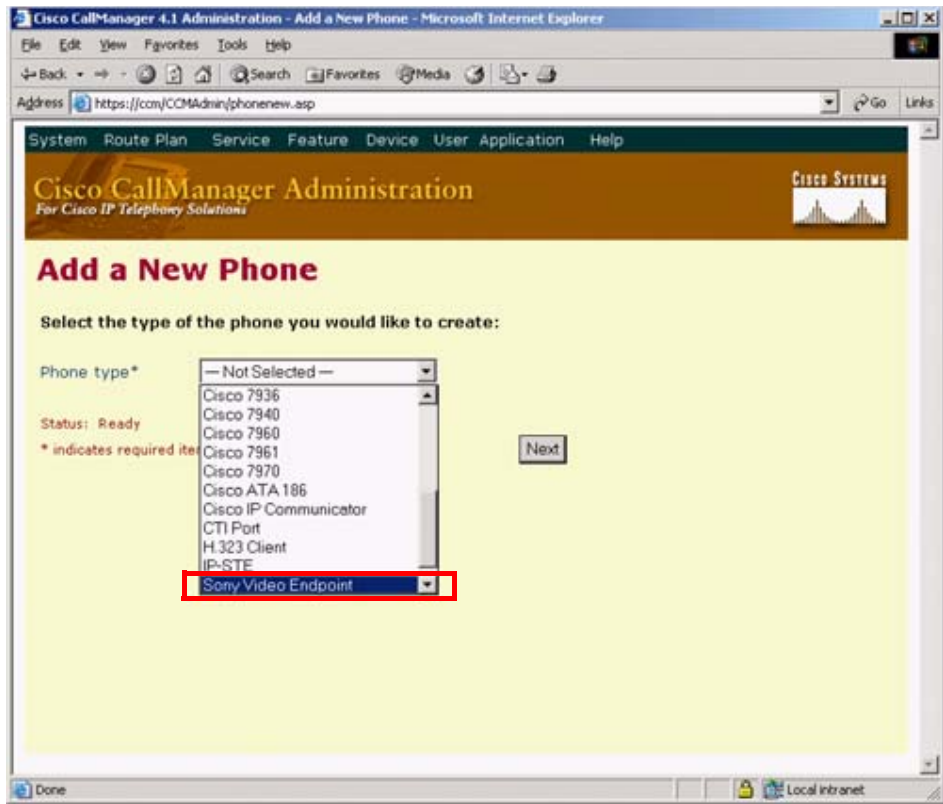 Cisco CallManager 4.1 Administration - Add a New Phone - Microsoft Internet Explorer
File Edit View Favorites Tools Help
Back Search Favorites Media
Address https://ccm/CCMAdmin/phonenew.asp Go Links
System Route Plan Service Feature Device User Application Help
Cisco CallManager Administration
For Cisco IP Telephony Solutions
CISCO SYSTEMS
Add a New Phone
Select the type of the phone you would like to create:
Phone type* — Not Selected —
Cisco 7936
Cisco 7940
Cisco 7960
Cisco 7961
Cisco 7970
Cisco ATA 186
Cisco IP Communicator
CTI Port
H.323 Client
IP-STE
Sony Video Endpoint
Status: Ready
* indicates required ite
Next
Done Local intranet